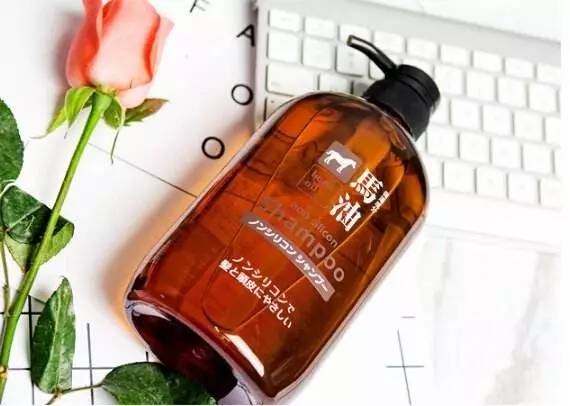 馬油
non silicon
shampoo
ノンシリコン シャンプー
ノンシリコンで
髪と頭皮にやさしい